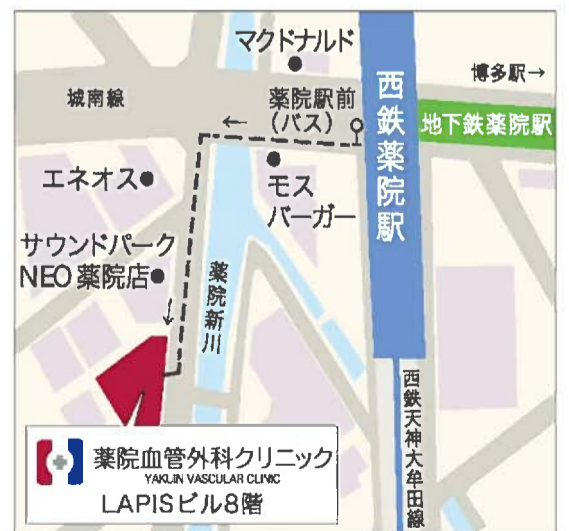 マクドナルド
博多駅→
城南線
←
薬院駅前
(バス)
西鉄薬院駅
地下鉄薬院駅
エネオス
モス
バーガー
サウンドパーク
NEO薬院店
薬院新川
西鉄天神大牟田線
薬院血管外科クリニック
YAKUIN VASCULAR CLINIC
LAPISビル8階